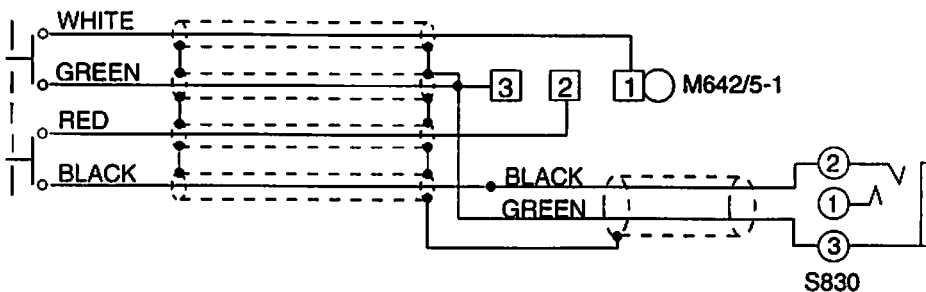 WHITE
GREEN
3 2 1 M642/5-1
RED
BLACK
BLACK
GREEN
2
1
3
S830